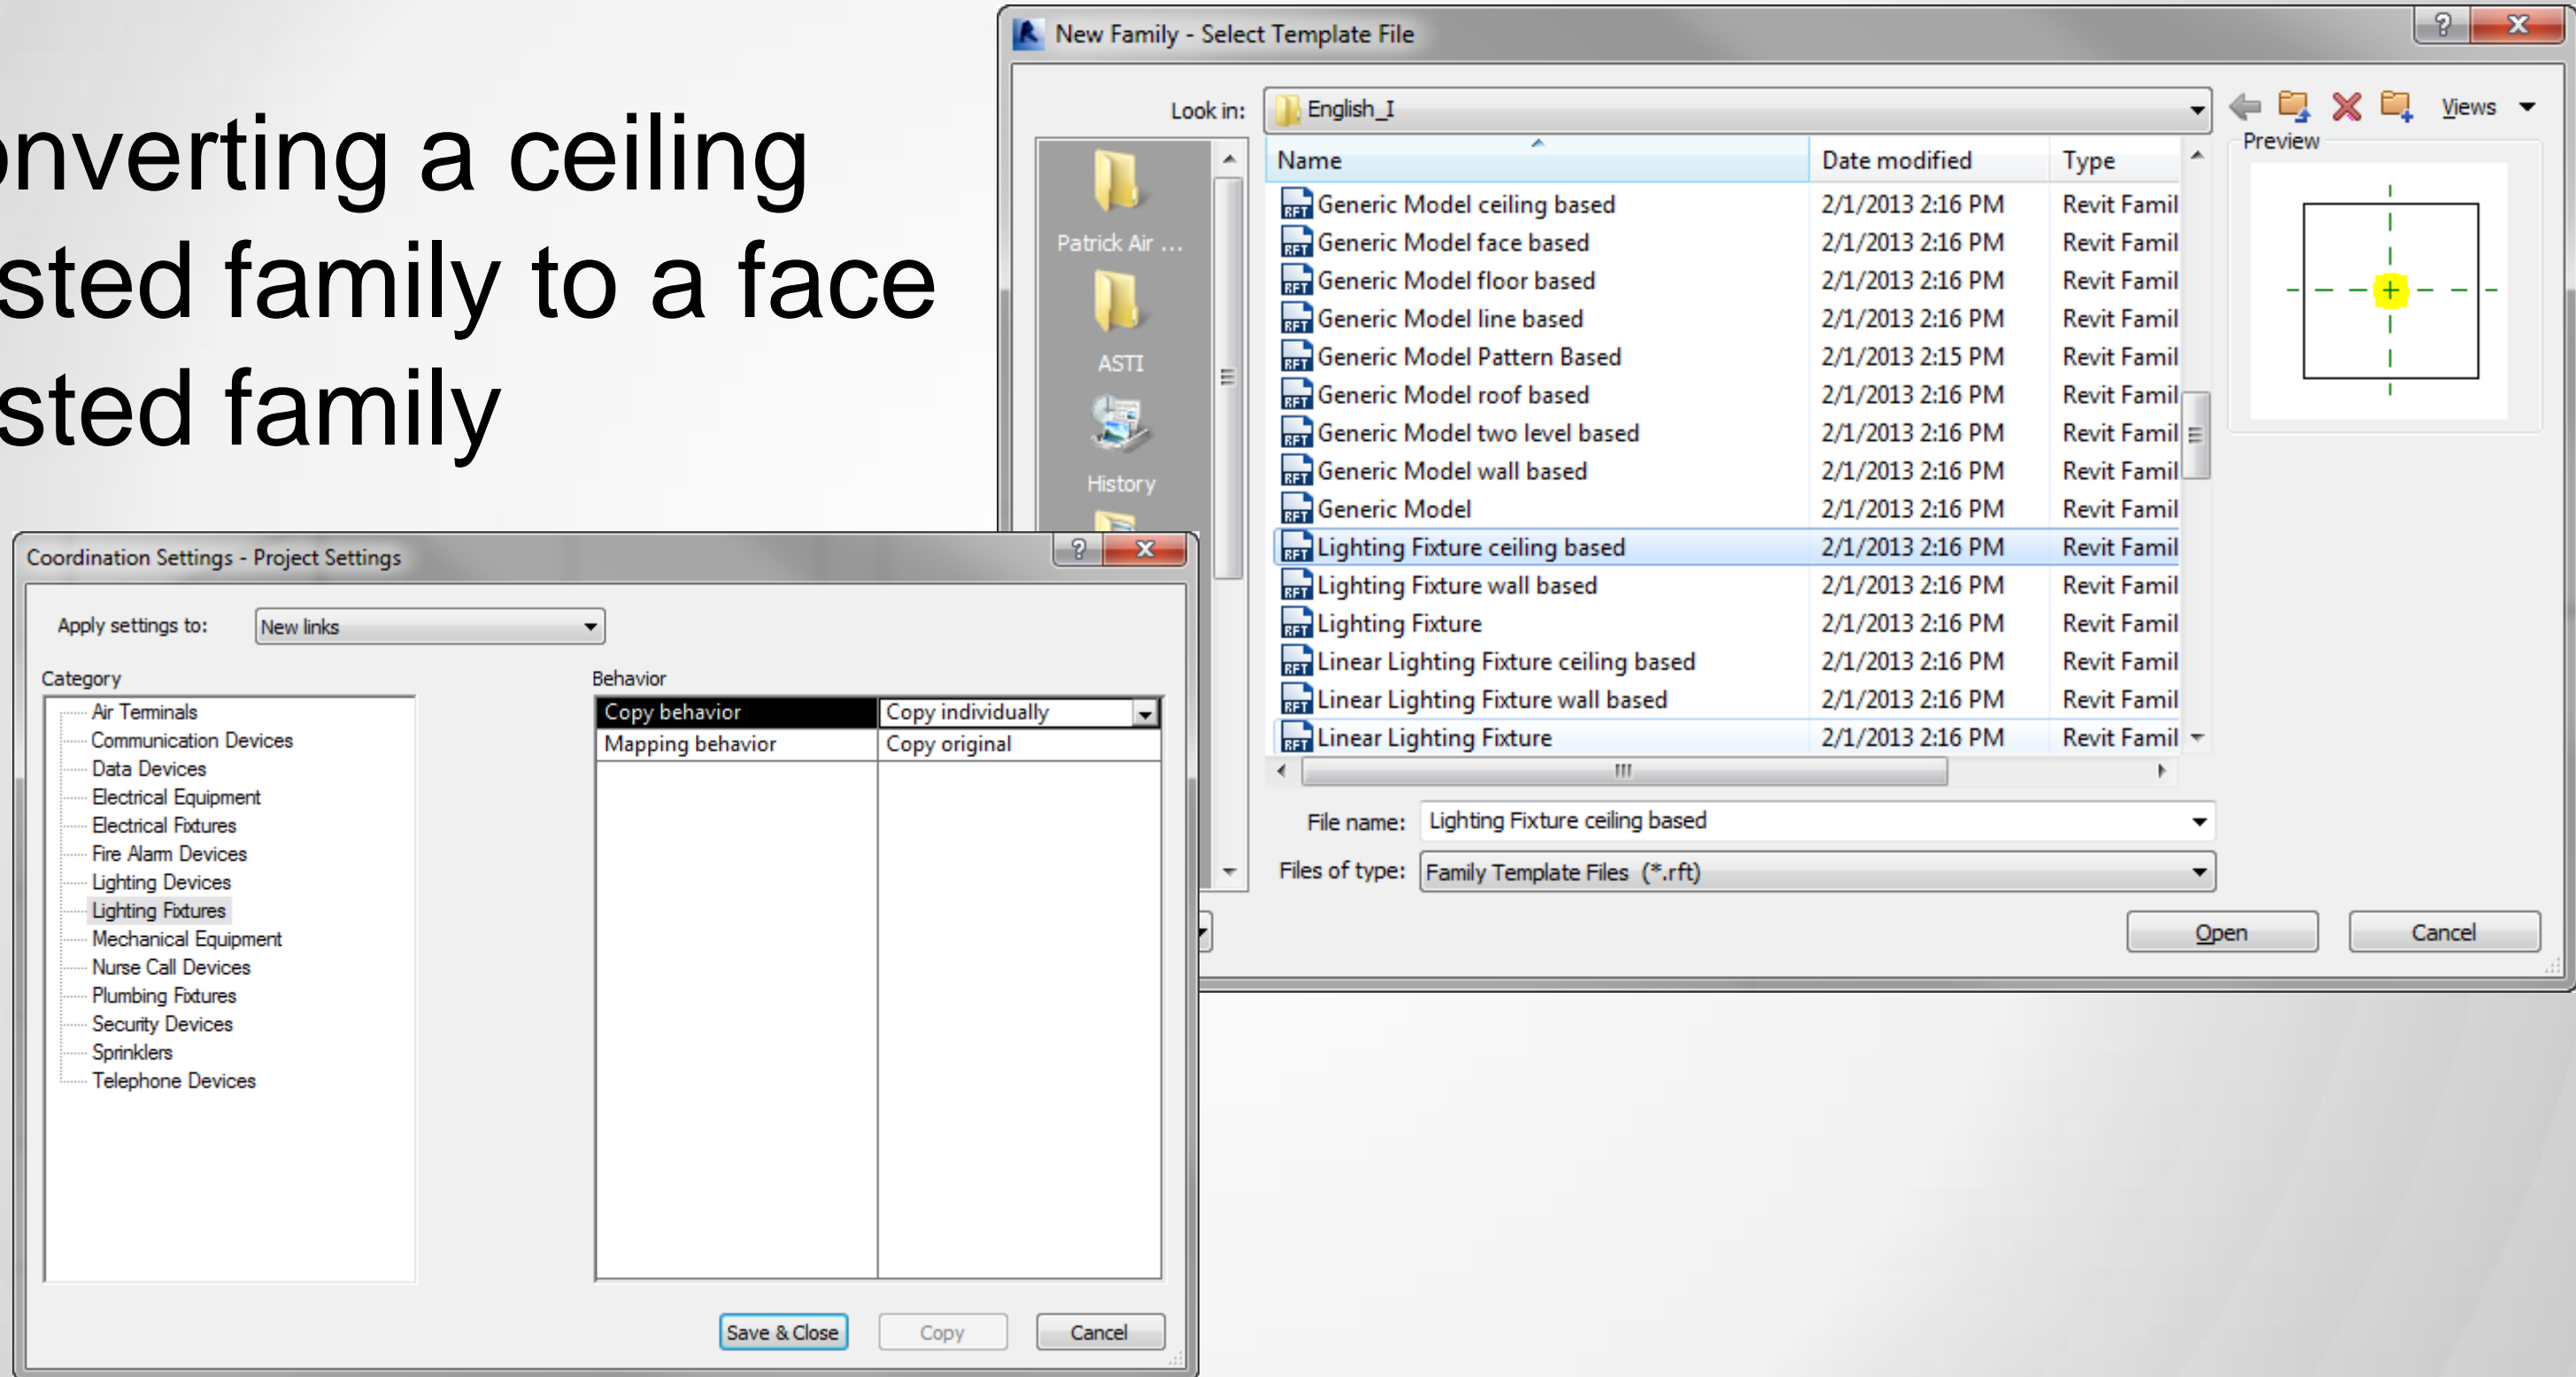 onverting a ceiling
sted family to a face
sted family
New Family - Select Template File
Look in: English_I Views
Patrick Air ...
ASTI
History
Name Date modified Type
Generic Model ceiling based 2/1/2013 2:16 PM Revit Famil
Generic Model face based 2/1/2013 2:16 PM Revit Famil
Generic Model floor based 2/1/2013 2:16 PM Revit Famil
Generic Model line based 2/1/2013 2:16 PM Revit Famil
Generic Model Pattern Based 2/1/2013 2:15 PM Revit Famil
Generic Model roof based 2/1/2013 2:16 PM Revit Famil
Generic Model two level based 2/1/2013 2:16 PM Revit Famil
Generic Model wall based 2/1/2013 2:16 PM Revit Famil
Generic Model 2/1/2013 2:16 PM Revit Famil
Lighting Fixture ceiling based 2/1/2013 2:16 PM Revit Famil
Lighting Fixture wall based 2/1/2013 2:16 PM Revit Famil
Lighting Fixture 2/1/2013 2:16 PM Revit Famil
Linear Lighting Fixture ceiling based 2/1/2013 2:16 PM Revit Famil
Linear Lighting Fixture wall based 2/1/2013 2:16 PM Revit Famil
Linear Lighting Fixture 2/1/2013 2:16 PM Revit Famil
Preview
File name: Lighting Fixture ceiling based
Files of type: Family Template Files (*.rft)
Open Cancel
Coordination Settings - Project Settings
Apply settings to: New links
Category
Air Terminals
Communication Devices
Data Devices
Electrical Equipment
Electrical Fixtures
Fire Alarm Devices
Lighting Devices
Lighting Fixtures
Mechanical Equipment
Nurse Call Devices
Plumbing Fixtures
Security Devices
Sprinklers
Telephone Devices
Behavior
Copy behavior Copy individually
Mapping behavior Copy original
Save & Close Copy Cancel